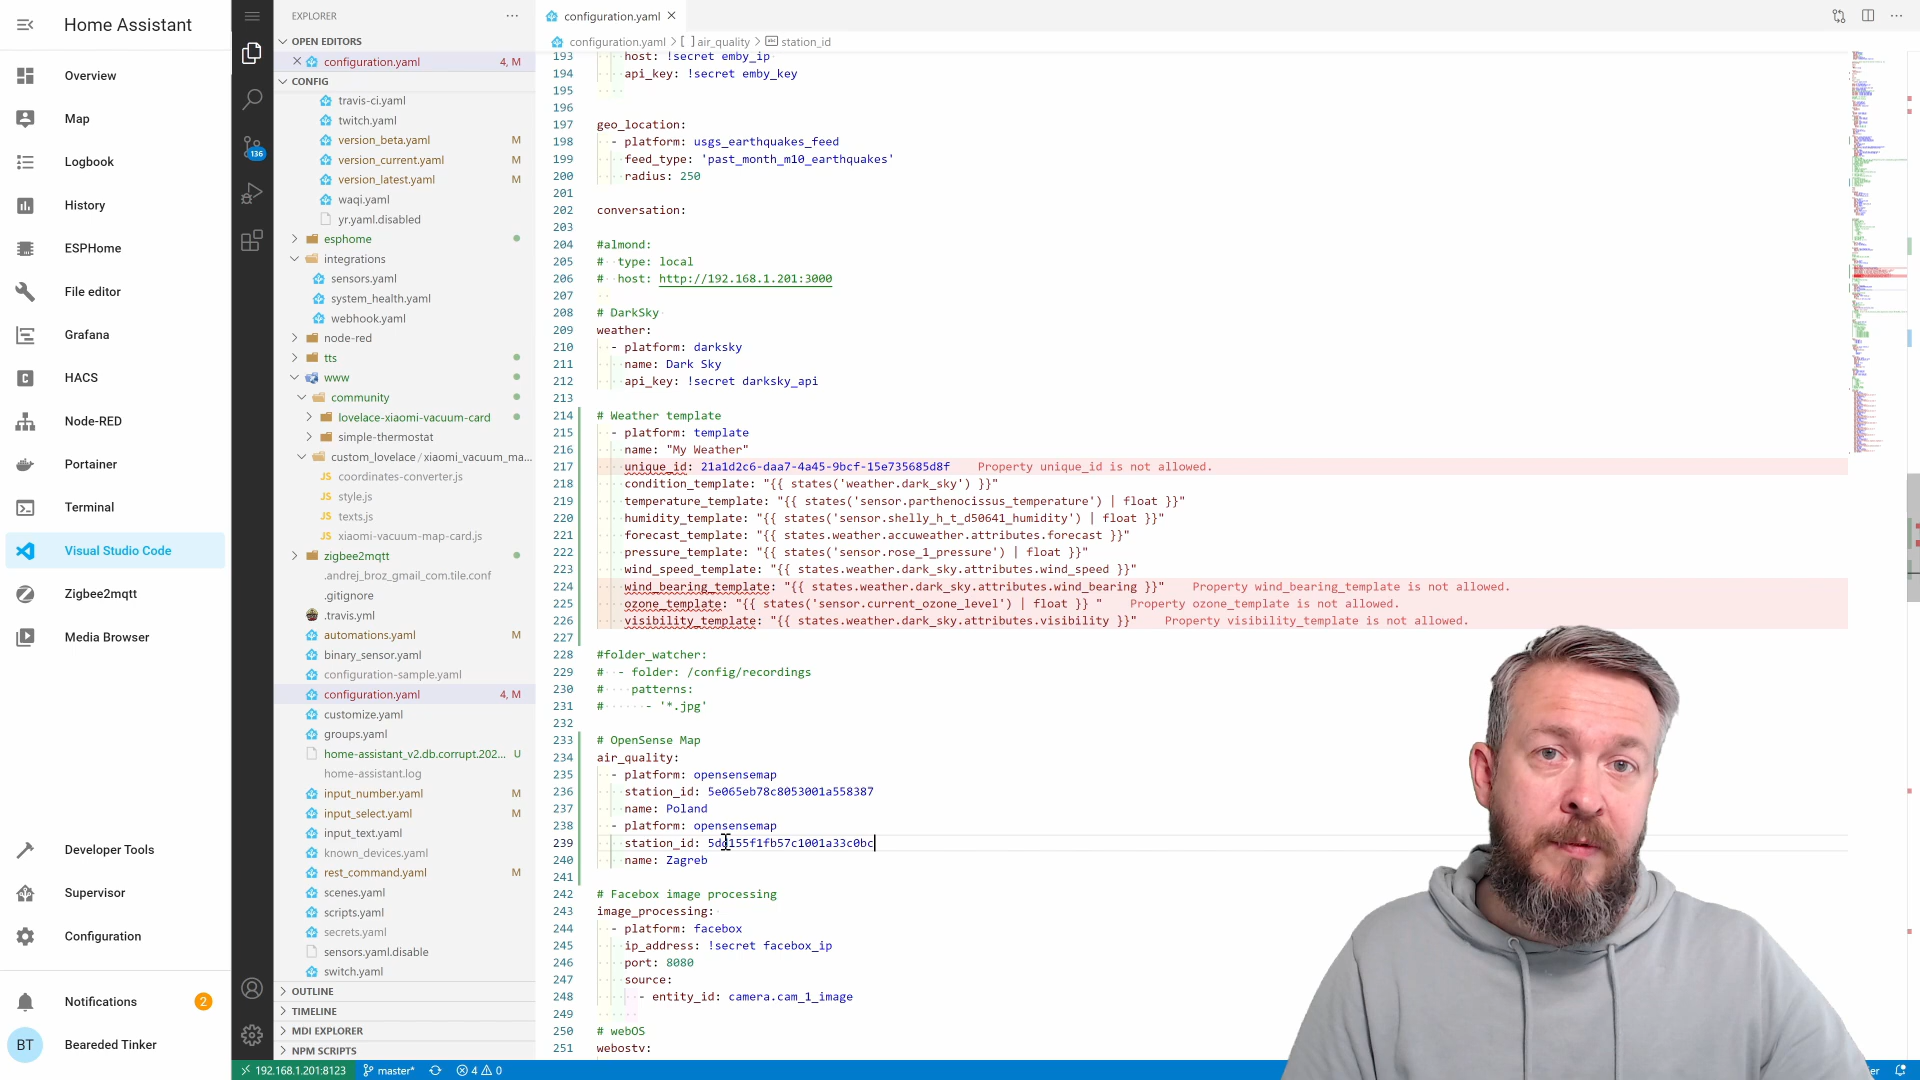 Home Assistant
Overview
Map
Logbook
History
ESPHome
File editor
Grafana
HACS
Node-RED
Portainer
Terminal
Visual Studio Code
Zigbee2mqtt
Media Browser
Developer Tools
Supervisor
Configuration
Notifications 2
BT Beareded Tinker
136
EXPLORER
OPEN EDITORS
configuration.yaml 4, M
CONFIG
travis-ci.yaml
twitch.yaml
version_beta.yaml M
version_current.yaml M
version_latest.yaml M
waqi.yaml
yr.yaml.disabled
esphome
integrations
sensors.yaml
system_health.yaml
webhook.yaml
node-red
tts
www
community
lovelace-xiaomi-vacuum-card
simple-thermostat
custom_lovelace / xiaomi_vacuum_ma...
JS coordinates-converter.js
JS style.js
JS texts.js
JS xiaomi-vacuum-map-card.js
zigbee2mqtt
.andrej_broz_gmail_com.tile.conf
.gitignore
.travis.yml
automations.yaml M
binary_sensor.yaml
configuration-sample.yaml
configuration.yaml 4, M
customize.yaml
groups.yaml
home-assistant_v2.db.corrupt.202... U
home-assistant.log
input_number.yaml M
input_select.yaml M
input_text.yaml
known_devices.yaml
rest_command.yaml M
scenes.yaml
scripts.yaml
secrets.yaml
sensors.yaml.disable
switch.yaml
OUTLINE
TIMELINE
MDI EXPLORER
NPM SCRIPTS
configuration.yaml
configuration.yaml > [ ] air_quality > station_id
193 host: !secret emby_ip
194 api_key: !secret emby_key
195
196
197 geo_location:
198 - platform: usgs_earthquakes_feed
199 feed_type: 'past_month_m10_earthquakes'
200 radius: 250
201
202 conversation:
203
204 #almond:
205 # type: local
206 # host: http://192.168.1.201:3000
207
208 # DarkSky
209 weather:
210 - platform: darksky
211 name: Dark Sky
212 api_key: !secret darksky_api
213
214 # Weather template
215 - platform: template
216 name: "My Weather"
217 unique_id: 21a1d2c6-daa7-4a45-9bcf-15e735685d8f Property unique_id is not allowed.
218 condition_template: "{{ states('weather.dark_sky') }}"
219 temperature_template: "{{ states('sensor.parthenocissus_temperature') | float }}"
220 humidity_template: "{{ states('sensor.shelly_h_t_d50641_humidity') | float }}"
221 forecast_template: "{{ states.weather.accuweather.attributes.forecast }}"
222 pressure_template: "{{ states('sensor.rose_1_pressure') | float }}"
223 wind_speed_template: "{{ states.weather.dark_sky.attributes.wind_speed }}"
224 wind_bearing_template: "{{ states.weather.dark_sky.attributes.wind_bearing }}" Property wind_bearing_template is not allowed.
225 ozone_template: "{{ states('sensor.current_ozone_level') | float }} " Property ozone_template is not allowed.
226 visibility_template: "{{ states.weather.dark_sky.attributes.visibility }}" Property visibility_template is not allowed.
227
228 #folder_watcher:
229 # - folder: /config/recordings
230 # patterns:
231 # - '*.jpg'
232
233 # OpenSense Map
234 air_quality:
235 - platform: opensensemap
236 station_id: 5e065eb78c8053001a558387
237 name: Poland
238 - platform: opensensemap
239 station_id: 5dd155f1fb57c1001a33c0bc
240 name: Zagreb
241
242 # Facebox image processing
243 image_processing:
244 - platform: facebox
245 ip_address: !secret facebox_ip
246 port: 8080
247 source:
248 - entity_id: camera.cam_1_image
249
250 # webOS
251 webostv:
192.168.1.201:8123 master* 4 0